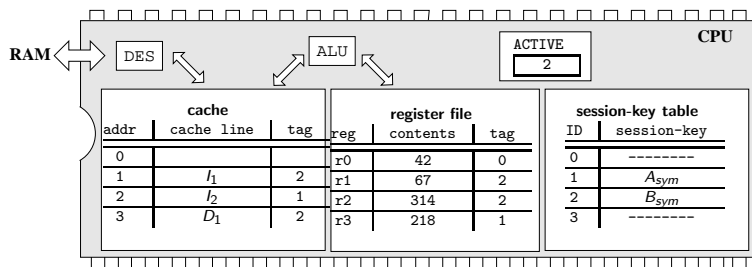 ACTIVE
CPU
RAM
DES
ALU
2
cache
addr cache line tag
0
1 I1 2
2 I2 1
3 D1 2
register file
reg contents tag
r0 42 0
r1 67 2
r2 314 2
r3 218 1
session-key table
ID session-key
0 --------
1 Asym
2 Bsym
3 --------